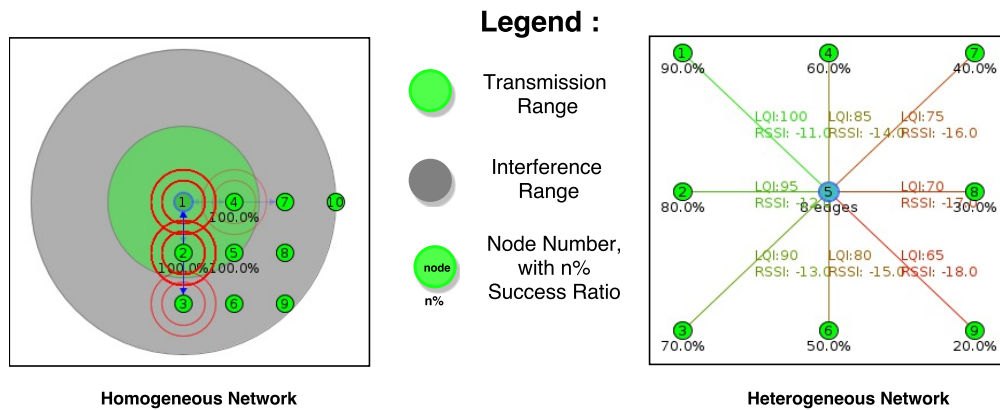 Legend :
Transmission
Range
Interference
Range
node
n%
Node Number,
with n%
Success Ratio
1
4
7
10
100.0%
2
5
8
100.0%
100.0%
3
6
9
Homogeneous Network
1
90.0%
4
60.0%
7
40.0%
LQI:100
RSSI: -11.0
LQI:85
RSSI: -14.0
LQI:75
RSSI: -16.0
2
80.0%
LQI:95
5
8 edges
LQI:70
8
30.0%
LQI:90
RSSI: -13.0
LQI:80
RSSI: -15.0
LQI:65
RSSI: -18.0
3
70.0%
6
50.0%
9
20.0%
Heterogeneous Network